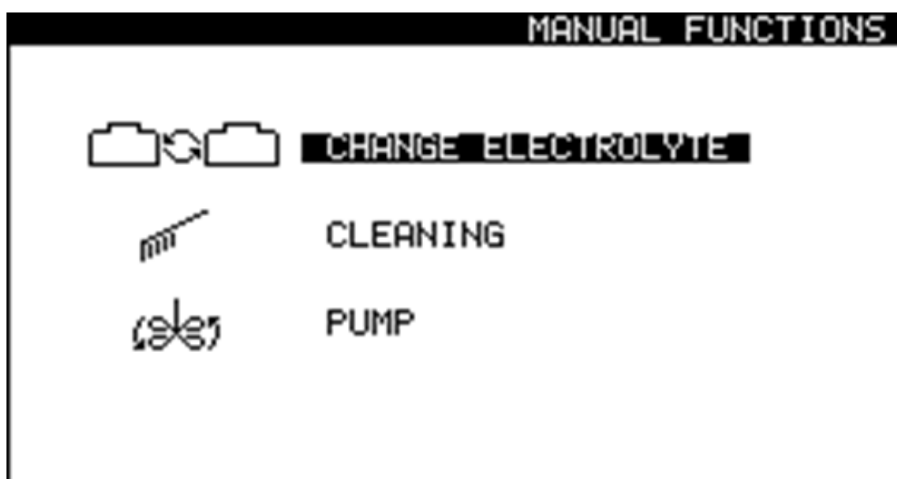 MANUAL FUNCTIONS
CHANGE ELECTROLYTE
CLEANING
PUMP